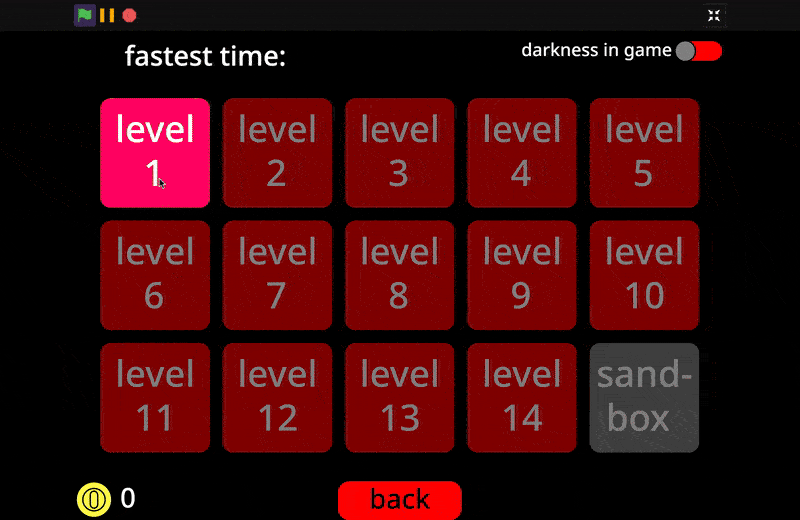 fastest time:
darkness in game
level
1
level
2
level
3
level
4
level
5
level
6
level
7
level
8
level
9
level
10
level
11
level
12
level
13
level
14
sand-
box
0
back